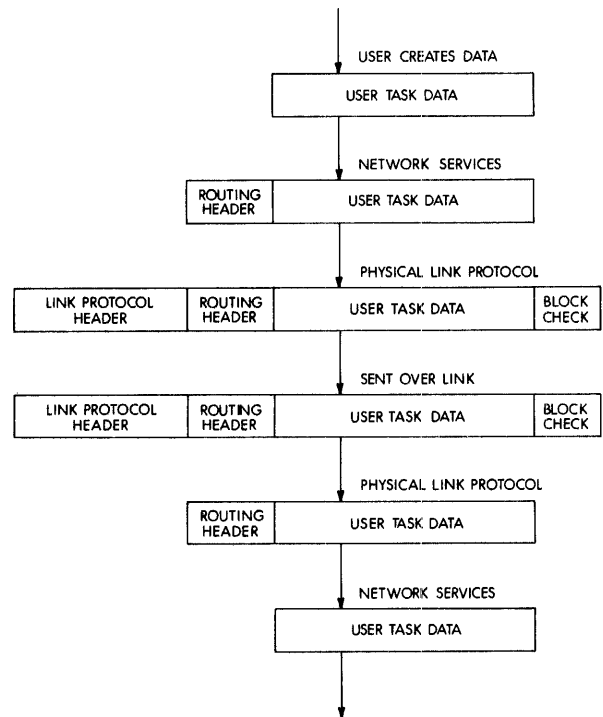 USER CREATES DATA
USER TASK DATA
NETWORK SERVICES
ROUTING
HEADER
USER TASK DATA
PHYSICAL LINK PROTOCOL
LINK PROTOCOL
HEADER
ROUTING
HEADER
USER TASK DATA
BLOCK
CHECK
SENT OVER LINK
LINK PROTOCOL
HEADER
ROUTING
HEADER
USER TASK DATA
BLOCK
CHECK
PHYSICAL LINK PROTOCOL
ROUTING
HEADER
USER TASK DATA
NETWORK SERVICES
USER TASK DATA